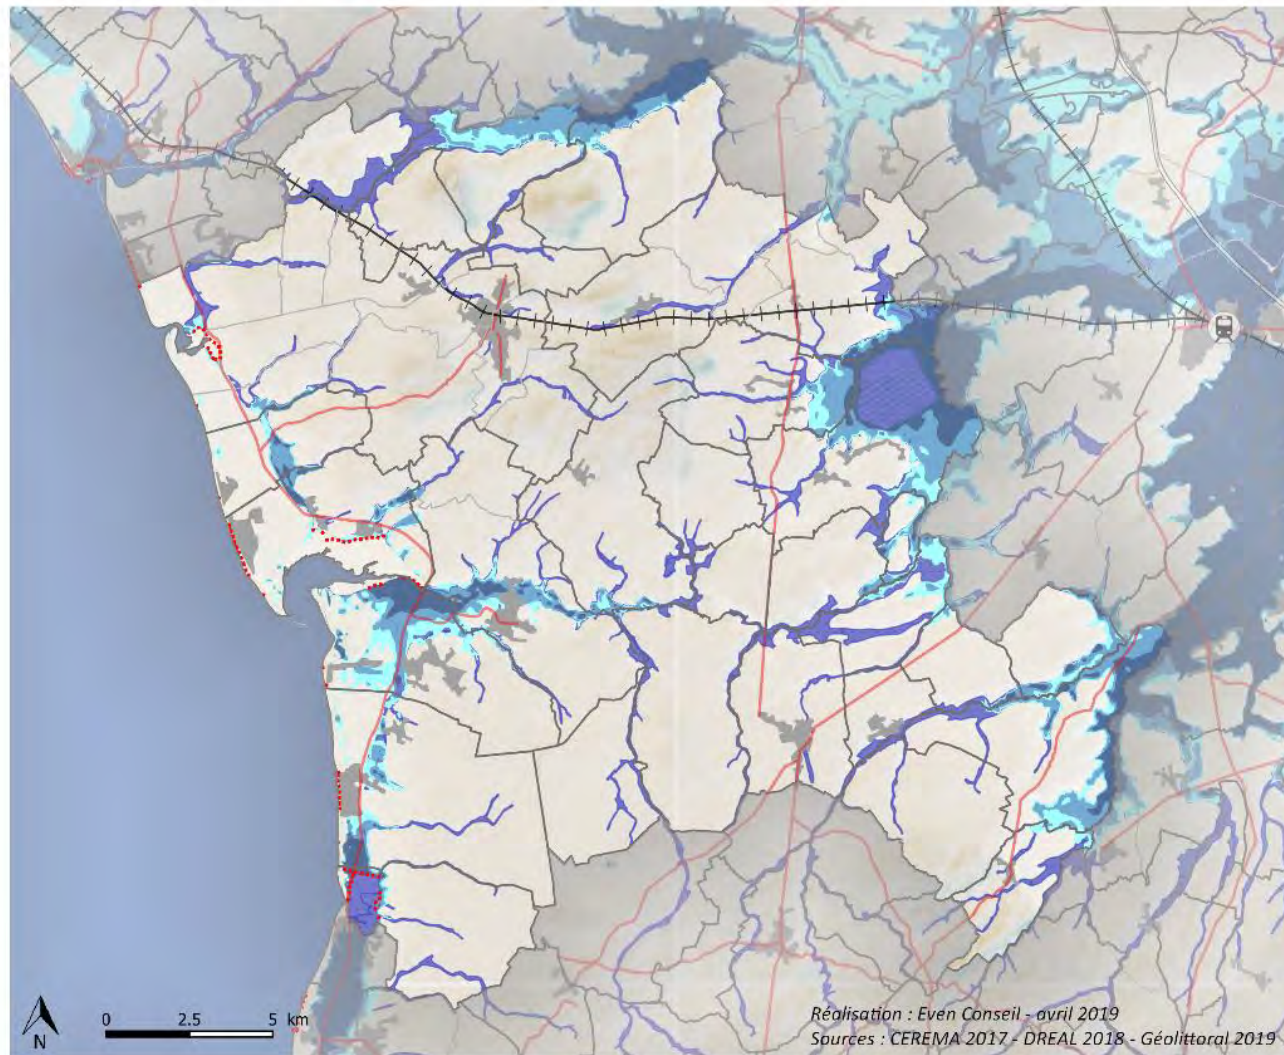 Réalisation : Even Conseil - avril 2019
Sources : CEREMA 2017 - DREAL 2018 - Géolittoral 2019
0 2.5 5 km
N